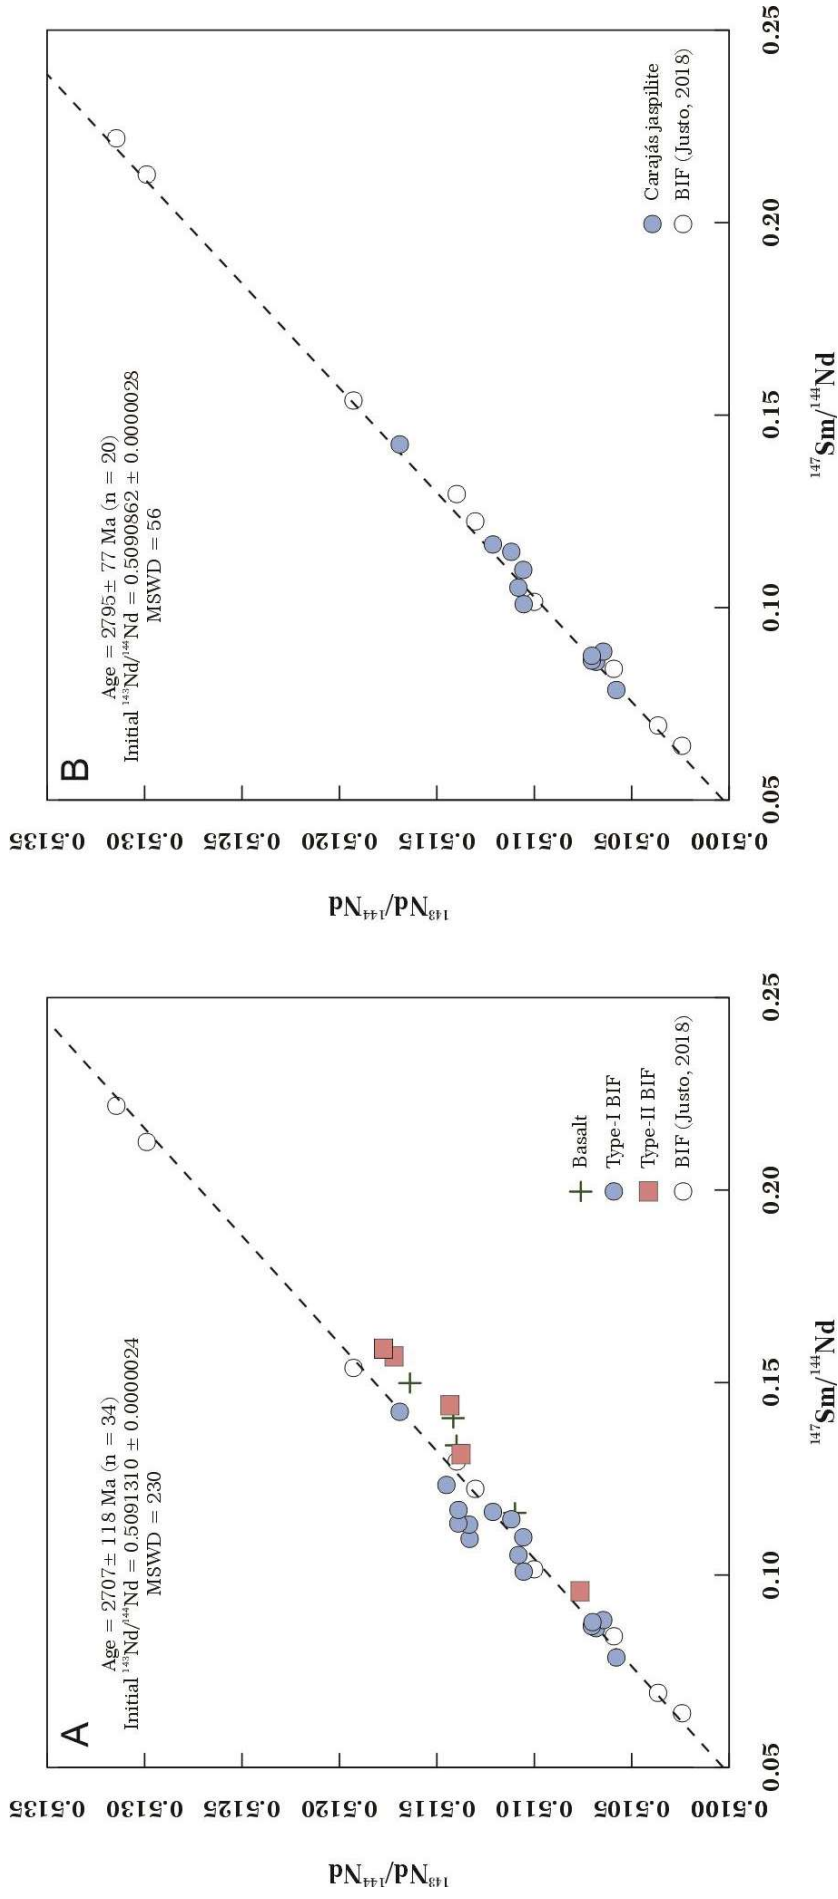 A
Age = 2707± 118 Ma (n = 34)
Initial ¹⁴³Nd/¹⁴⁴Nd = 0.5091310 ± 0.0000024
MSWD = 230
0.5135
0.5130
0.5125
0.5120
0.5115
0.5110
0.5105
0.5100
¹⁴³Nd/¹⁴⁴Nd
Basalt
Type-I BIF
Type-II BIF
BIF (Justo, 2018)
0.05
0.10
0.15
0.20
0.25
¹⁴⁷Sm/¹⁴⁴Nd
B
Age = 2795± 77 Ma (n = 20)
Initial ¹⁴³Nd/¹⁴⁴Nd = 0.5090862 ± 0.0000028
MSWD = 56
0.5135
0.5130
0.5125
0.5120
0.5115
0.5110
0.5105
0.5100
¹⁴³Nd/¹⁴⁴Nd
Carajás jaspilite
BIF (Justo, 2018)
0.05
0.10
0.15
0.20
0.25
¹⁴⁷Sm/¹⁴⁴Nd